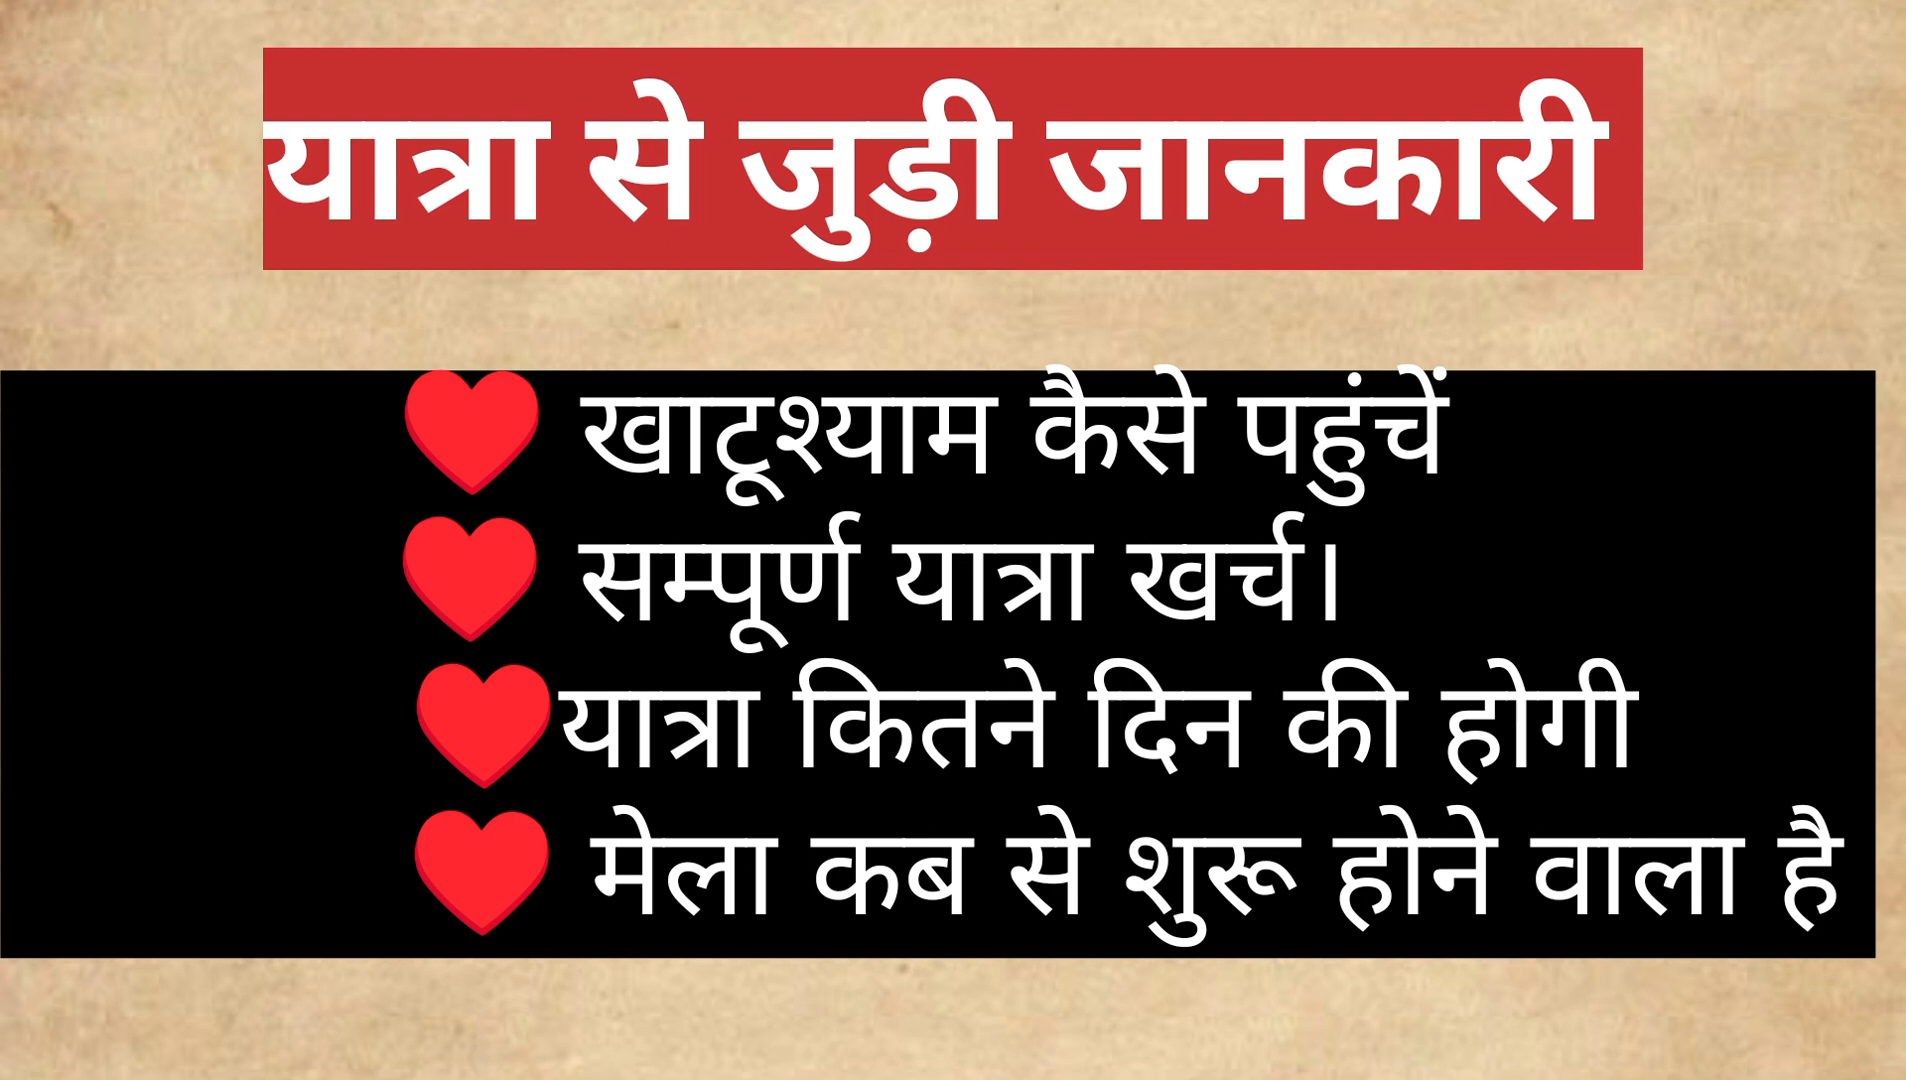 यात्रा से जुड़ी जानकारी
♥️ खाटूश्याम कैसे पहुंचें
♥️ सम्पूर्ण यात्रा खर्च।
♥️यात्रा कितने दिन की होगी
♥️ मेला कब से शुरू होने वाला है